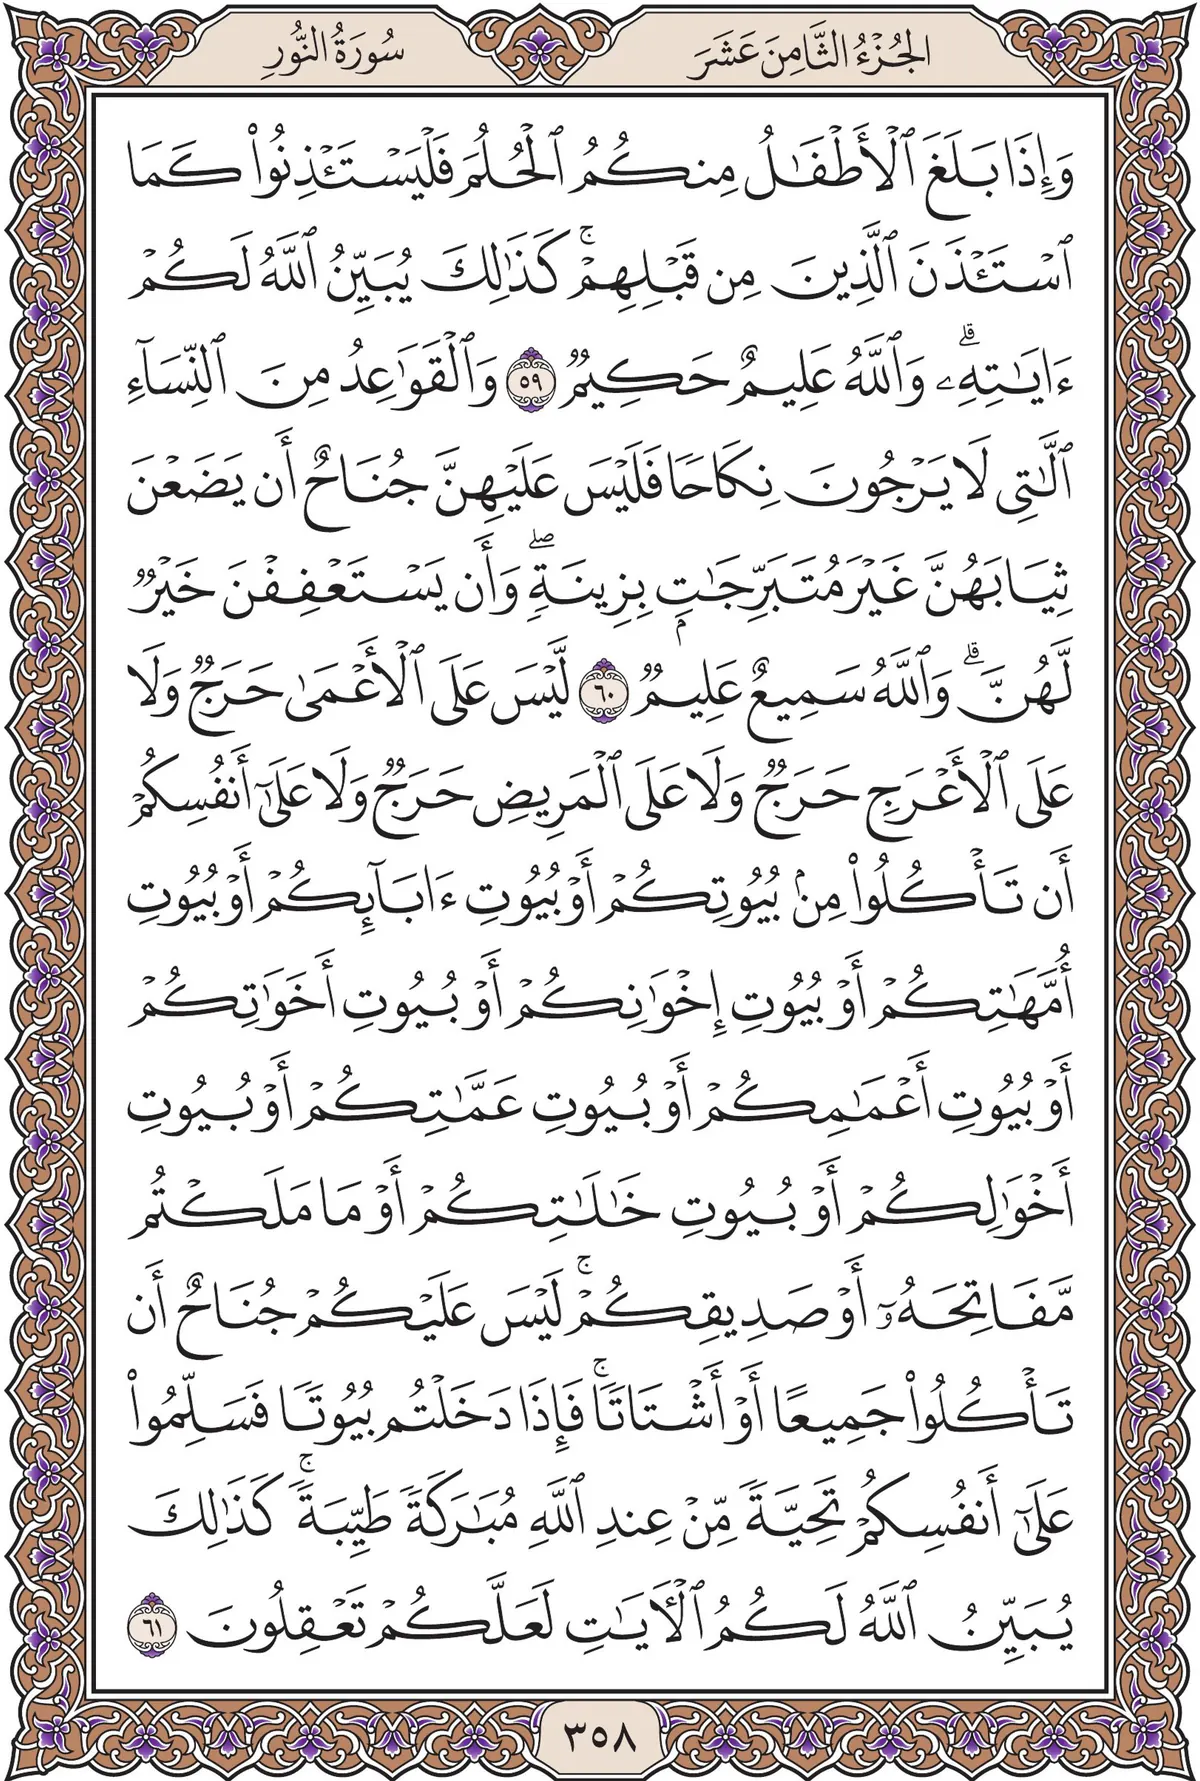 الجُزْءُ الثَّامِنَ عَشَرَ
سُورَةُ النُّورِ
وَإِذَا بَلَغَ ٱلْأَطْفَٰلُ مِنكُمُ ٱلْحُلُمَ فَلْيَسْتَـْٔذِنُوا۟ كَمَا
ٱسْتَـْٔذَنَ ٱلَّذِينَ مِن قَبْلِهِمْ ۚ كَذَٰلِكَ يُبَيِّنُ ٱللَّهُ لَكُمْ
ءَايَٰتِهِۦ ۗ وَٱللَّهُ عَلِيمٌ حَكِيمٌ ٥٩ وَٱلْقَوَٰعِدُ مِنَ ٱلنِّسَآءِ
ٱلَّٰتِى لَا يَرْجُونَ نِكَاحًا فَلَيْسَ عَلَيْهِنَّ جُنَاحٌ أَن يَضَعْنَ
ثِيَابَهُنَّ غَيْرَ مُتَبَرِّجَٰتٍۭ بِزِينَةٍ ۖ وَأَن يَسْتَعْفِفْنَ خَيْرٌ
لَّهُنَّ ۗ وَٱللَّهُ سَمِيعٌ عَلِيمٌ ٦٠ لَّيْسَ عَلَى ٱلْأَعْمَىٰ حَرَجٌ وَلَا
عَلَى ٱلْأَعْرَجِ حَرَجٌ وَلَا عَلَى ٱلْمَرِيضِ حَرَجٌ وَلَا عَلَىٰٓ أَنفُسِكُمْ
أَن تَأْكُلُوا۟ مِنۢ بُيُوتِكُمْ أَوْ بُيُوتِ ءَابَآئِكُمْ أَوْ بُيُوتِ
أُمَّهَٰتِكُمْ أَوْ بُيُوتِ إِخْوَٰنِكُمْ أَوْ بُيُوتِ أَخَوَٰتِكُمْ
أَوْ بُيُوتِ أَعْمَٰمِكُمْ أَوْ بُيُوتِ عَمَّٰتِكُمْ أَوْ بُيُوتِ
أَخْوَٰلِكُمْ أَوْ بُيُوتِ خَٰلَٰتِكُمْ أَوْ مَا مَلَكْتُم
مَّفَاتِحَهُۥٓ أَوْ صَدِيقِكُمْ ۚ لَيْسَ عَلَيْكُمْ جُنَاحٌ أَن
تَأْكُلُوا۟ جَمِيعًا أَوْ أَشْتَاتًا ۚ فَإِذَا دَخَلْتُم بُيُوتًا فَسَلِّمُوا۟
عَلَىٰٓ أَنفُسِكُمْ تَحِيَّةً مِّنْ عِندِ ٱللَّهِ مُبَٰرَكَةً طَيِّبَةً ۚ كَذَٰلِكَ
يُبَيِّنُ ٱللَّهُ لَكُمُ ٱلْءَايَٰتِ لَعَلَّكُمْ تَعْقِلُونَ ٦١
٣٥٨